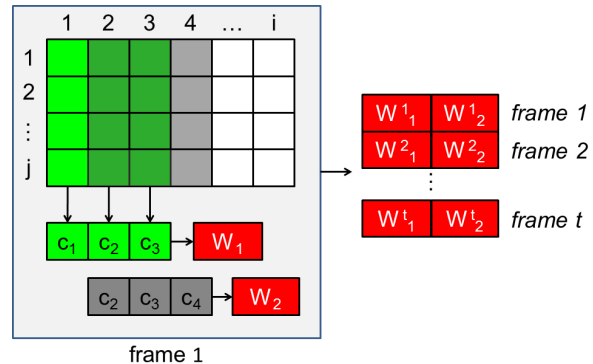 1 2 3 4 ... i
1
2
⋮
j
c₁ c₂ c₃ W₁
c₂ c₃ c₄ W₂
frame 1
W¹₁ W¹₂ frame 1
W²₁ W²₂ frame 2
⋮
Wᵗ₁ Wᵗ₂ frame t